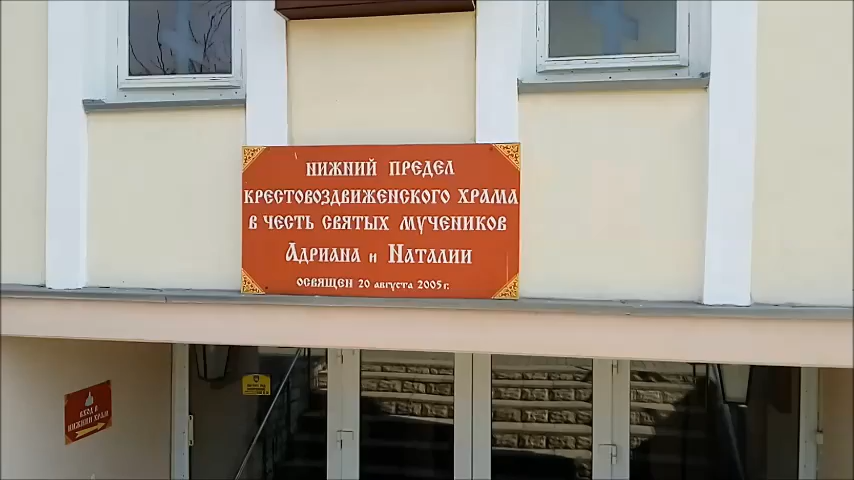 НИЖНИЙ ПРЕДЕЛ
КРЕСТОВОЗДВИЖЕНСКОГО ХРАМА
В ЧЕСТЬ СВЯТЫХ МУЧЕНИКОВ
АДРИАНА И НАТАЛИИ
ОСВЯЩЕН 20 АВГУСТА 2005 г.
ВХОД В
НИЖНИЙ ХРАМ